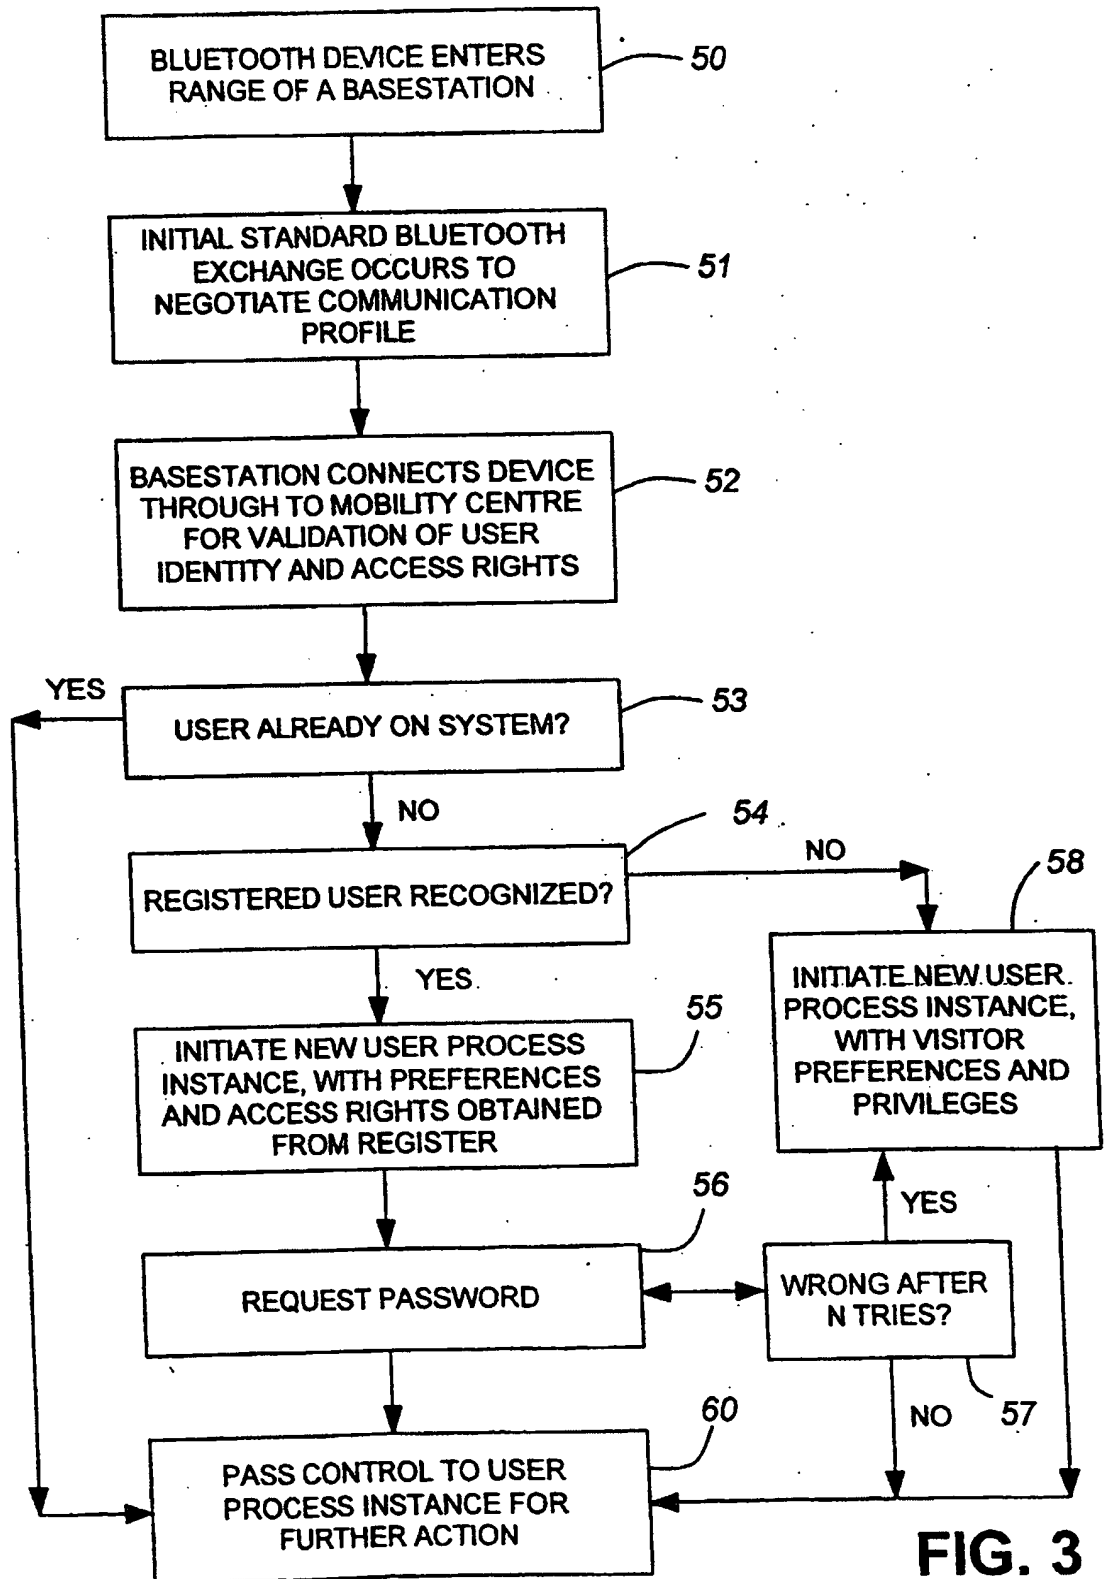 BLUETOOTH DEVICE ENTERS
RANGE OF A BASESTATION
50
INITIAL STANDARD BLUETOOTH
EXCHANGE OCCURS TO
NEGOTIATE COMMUNICATION
PROFILE
51
BASESTATION CONNECTS DEVICE
THROUGH TO MOBILITY CENTRE
FOR VALIDATION OF USER
IDENTITY AND ACCESS RIGHTS
52
YES
USER ALREADY ON SYSTEM?
53
NO
54
REGISTERED USER RECOGNIZED?
NO
58
YES
INITIATE NEW USER
PROCESS INSTANCE,
WITH VISITOR
PREFERENCES AND
PRIVILEGES
55
INITIATE NEW USER PROCESS
INSTANCE, WITH PREFERENCES
AND ACCESS RIGHTS OBTAINED
FROM REGISTER
56
YES
REQUEST PASSWORD
WRONG AFTER
N TRIES?
57
NO
60
PASS CONTROL TO USER
PROCESS INSTANCE FOR
FURTHER ACTION
FIG. 3